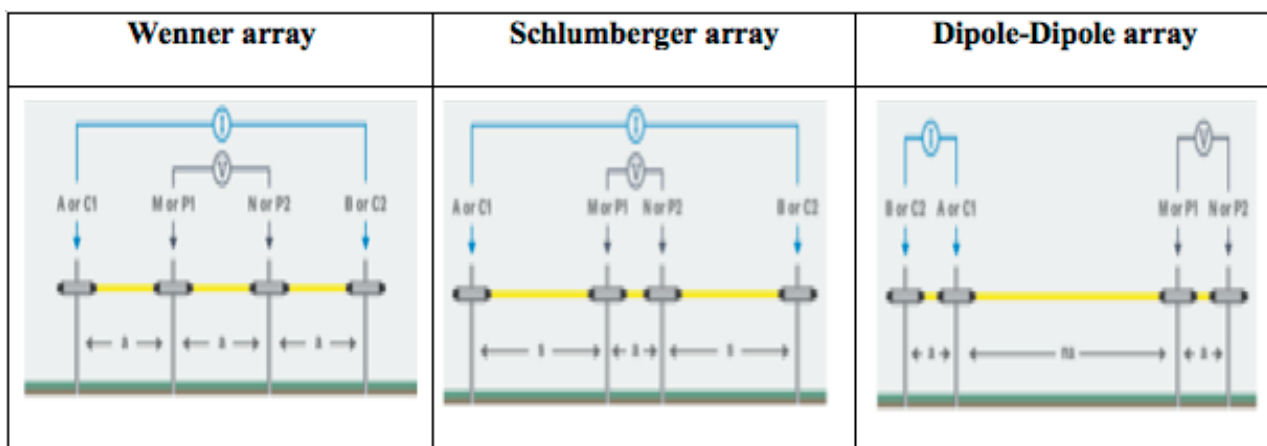 Wenner array
Schlumberger array
Dipole-Dipole array
I
V
A or C1 M or P1 N or P2 B or C2
a a a
I
V
A or C1 M or P1 N or P2 B or C2
s a s
I V
B or C2 A or C1 M or P1 N or P2
a na a